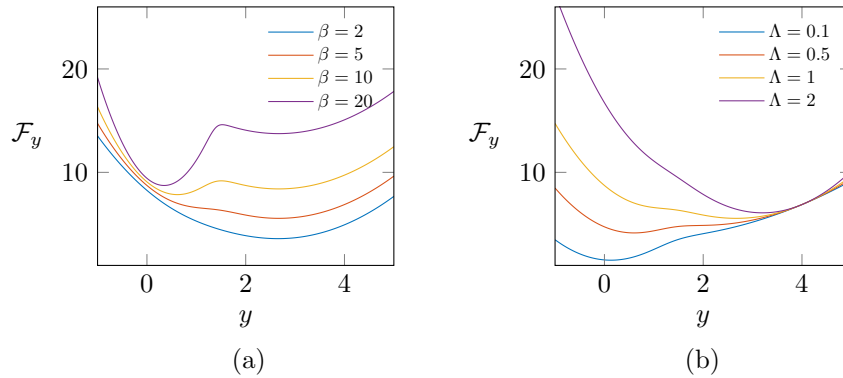 β = 2
β = 5
β = 10
β = 20
20
10
𝓕y
0 2 4
y
(a)
Λ = 0.1
Λ = 0.5
Λ = 1
Λ = 2
20
10
𝓕y
0 2 4
y
(b)